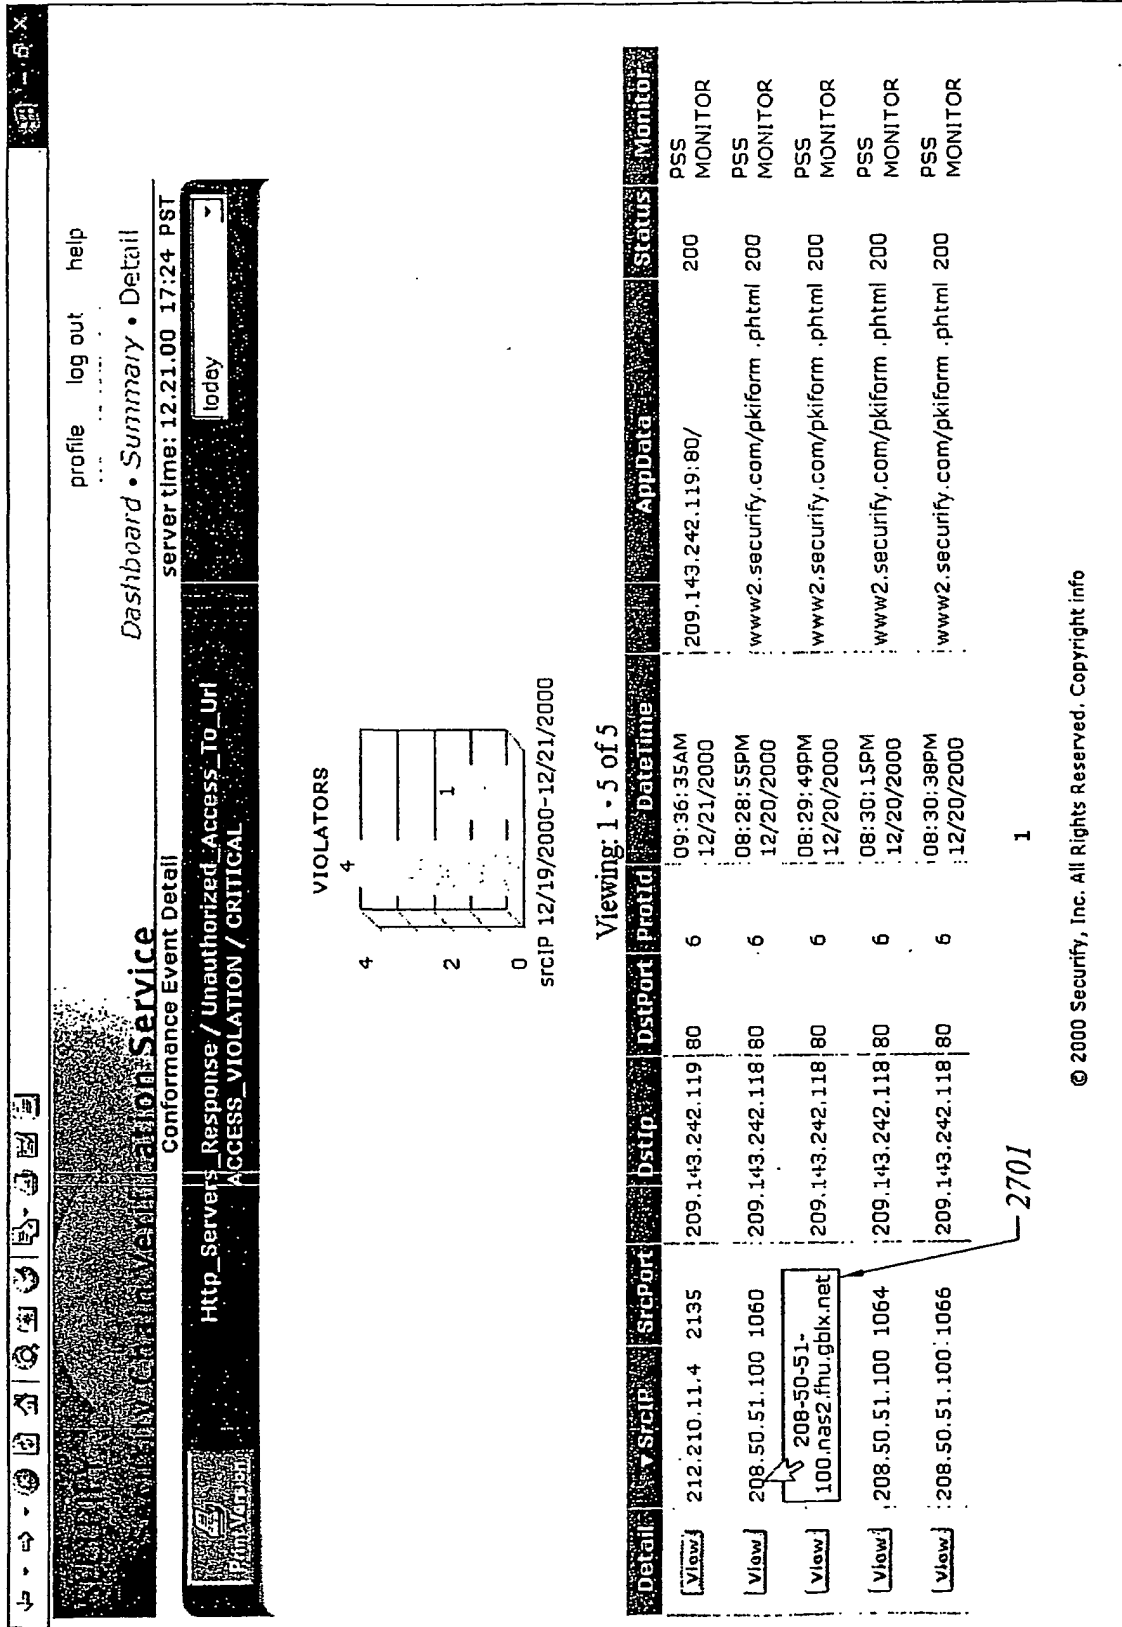 profile log out help
Dashboard • Summary • Detail
Conformance Event Detail server time: 12.21.00 17:24 PST
Print Version Http_Servers_Response / Unauthorized_Access_To_Url today
ACCESS_VIOLATION / CRITICAL
VIOLATORS
4
4
1
2
0
srcIP 12/19/2000-12/21/2000
Viewing: 1 - 5 of 5
Detail ▾SrcIP SrcPort DstIp DstPort ProtId DateTime AppData Status Monitor
View 212.210.11.4 2135 209.143.242.119 80 6 09:36:35AM 12/21/2000 209.143.242.119:80/ 200 PSS MONITOR
View 208.50.51.100 1060 209.143.242.118 80 6 08:28:55PM 12/20/2000 www2.securify.com/pkiform .phtml 200 PSS MONITOR
View 209.143.242.118 80 6 08:29:49PM 12/20/2000 www2.securify.com/pkiform .phtml 200 PSS MONITOR
208-50-51-
100.nas2.fhu.gblx.net
View 208.50.51.100 1064 209.143.242.118 80 6 08:30:15PM 12/20/2000 www2.securify.com/pkiform .phtml 200 PSS MONITOR
View 208.50.51.100 1066 209.143.242.118 80 6 08:30:38PM 12/20/2000 www2.securify.com/pkiform .phtml 200 PSS MONITOR
2701
1
© 2000 Securify, Inc. All Rights Reserved. Copyright info